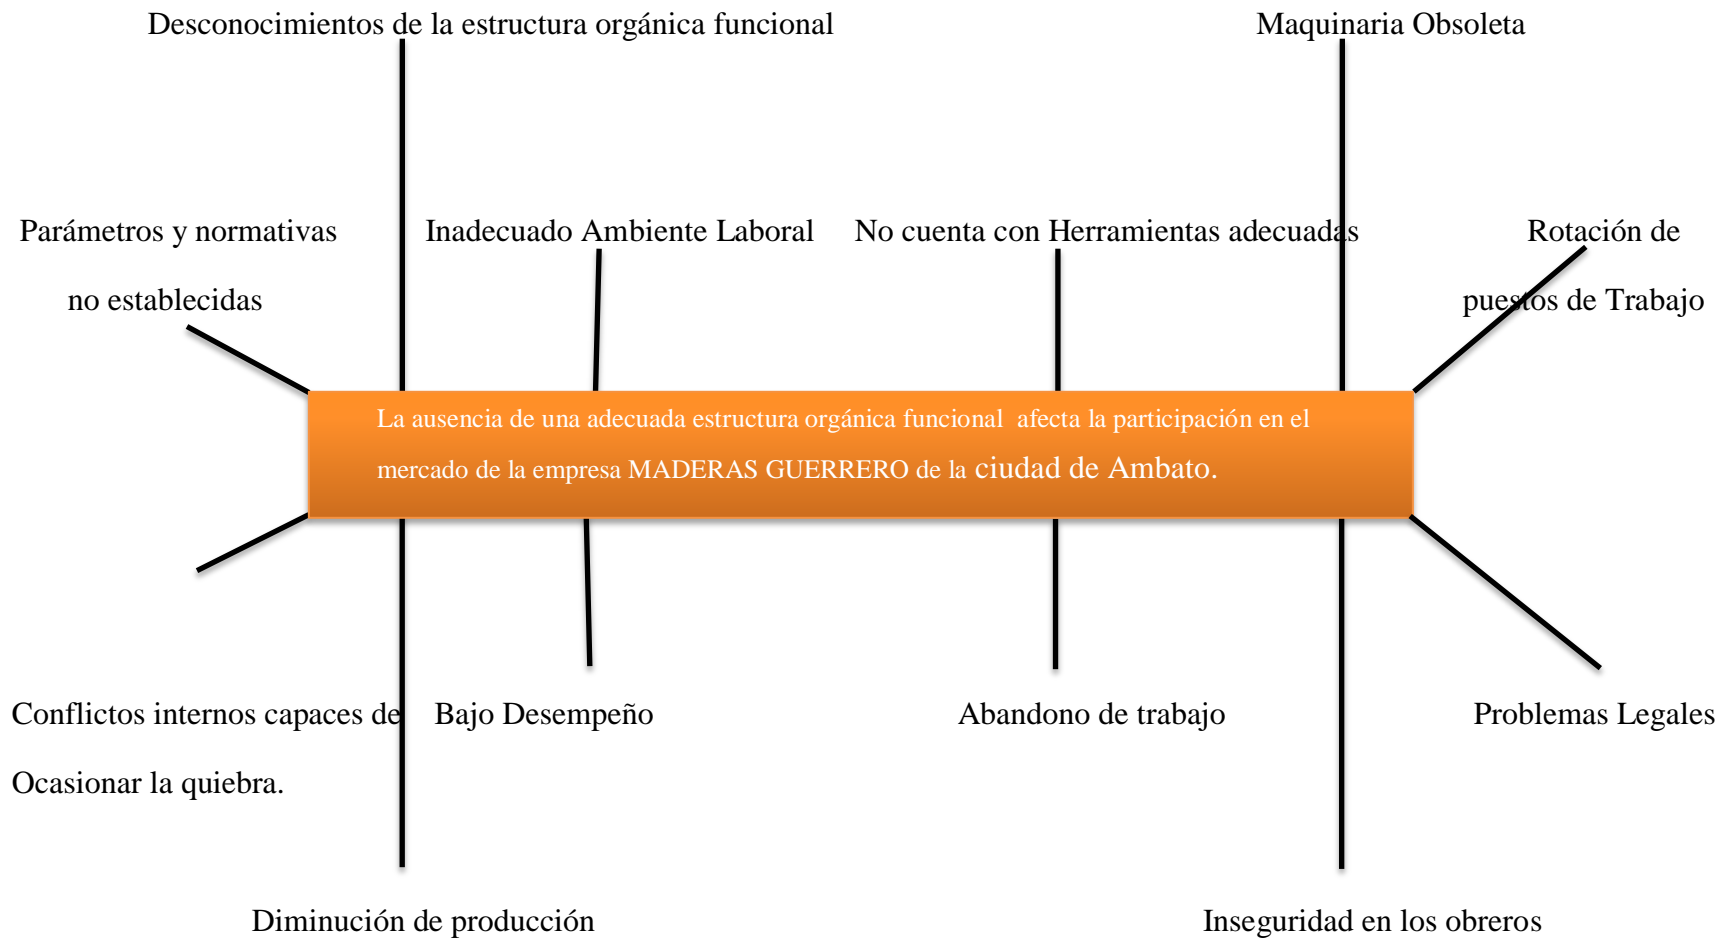 Desconocimientos de la estructura orgánica funcional
Maquinaria Obsoleta
Parámetros y normativas
no establecidas
Inadecuado Ambiente Laboral
No cuenta con Herramientas adecuadas
Rotación de
puestos de Trabajo
La ausencia de una adecuada estructura orgánica funcional afecta la participación en el
mercado de la empresa MADERAS GUERRERO de la ciudad de Ambato.
Conflictos internos capaces de
Ocasionar la quiebra.
Bajo Desempeño
Abandono de trabajo
Problemas Legales
Diminución de producción
Inseguridad en los obreros